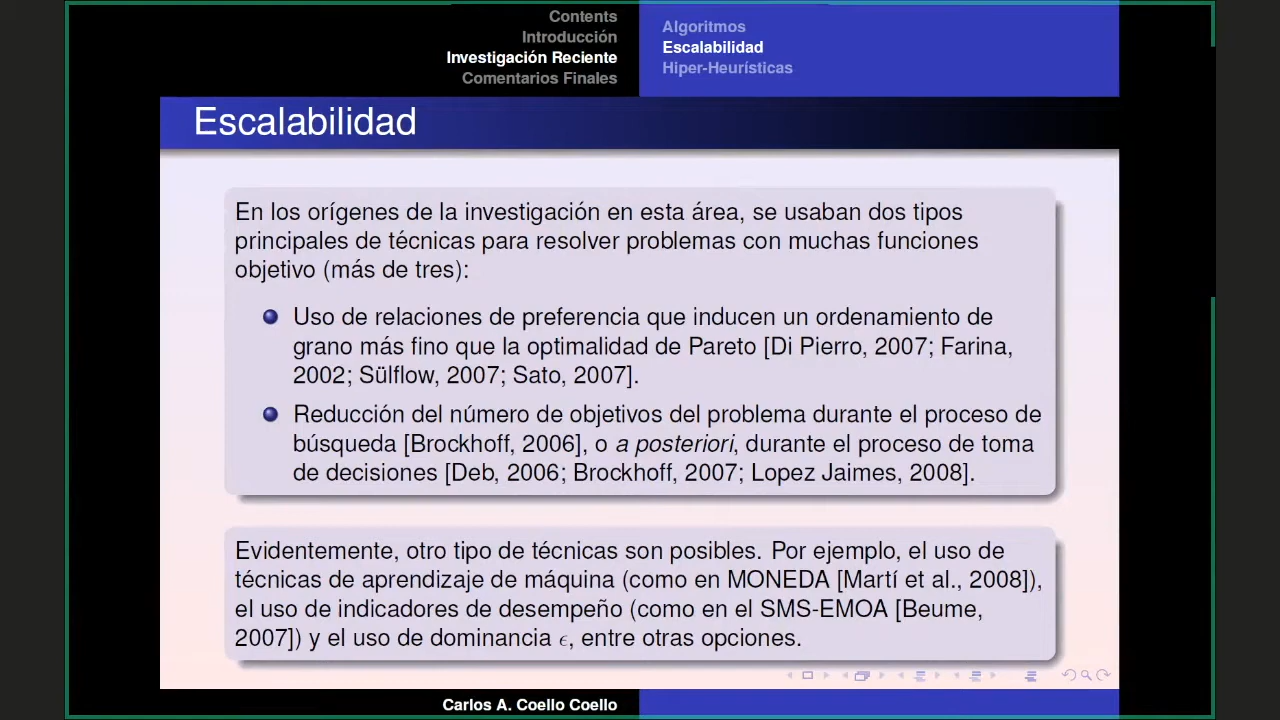 Contents
Introducción
Investigación Reciente
Comentarios Finales
Algoritmos
Escalabilidad
Hiper-Heurísticas
Escalabilidad
En los orígenes de la investigación en esta área, se usaban dos tipos
principales de técnicas para resolver problemas con muchas funciones
objetivo (más de tres):
Uso de relaciones de preferencia que inducen un ordenamiento de
grano más fino que la optimalidad de Pareto [Di Pierro, 2007; Farina,
2002; Sülflow, 2007; Sato, 2007].
Reducción del número de objetivos del problema durante el proceso de
búsqueda [Brockhoff, 2006], o a posteriori, durante el proceso de toma
de decisiones [Deb, 2006; Brockhoff, 2007; Lopez Jaimes, 2008].
Evidentemente, otro tipo de técnicas son posibles. Por ejemplo, el uso de
técnicas de aprendizaje de máquina (como en MONEDA [Martí et al., 2008]),
el uso de indicadores de desempeño (como en el SMS-EMOA [Beume,
2007]) y el uso de dominancia ϵ, entre otras opciones.
Carlos A. Coello Coello